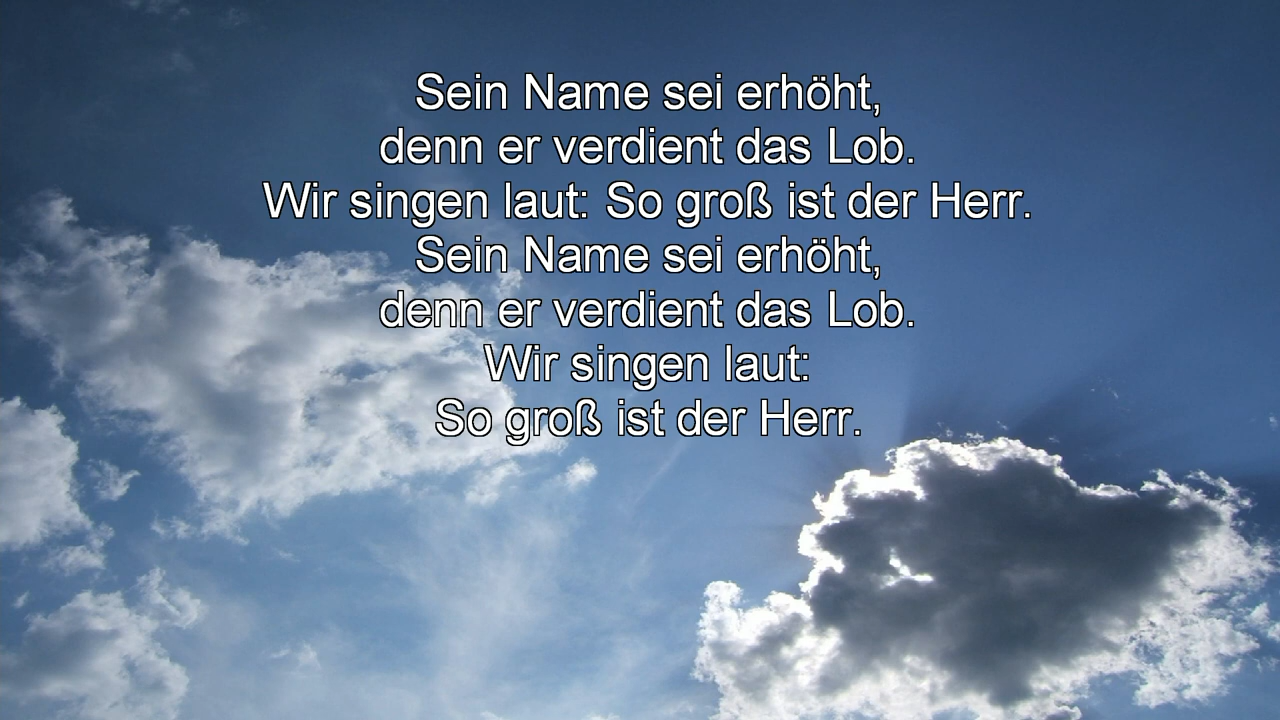 Sein Name sei erhöht,
denn er verdient das Lob.
Wir singen laut: So groß ist der Herr.
Sein Name sei erhöht,
denn er verdient das Lob.
Wir singen laut:
So groß ist der Herr.